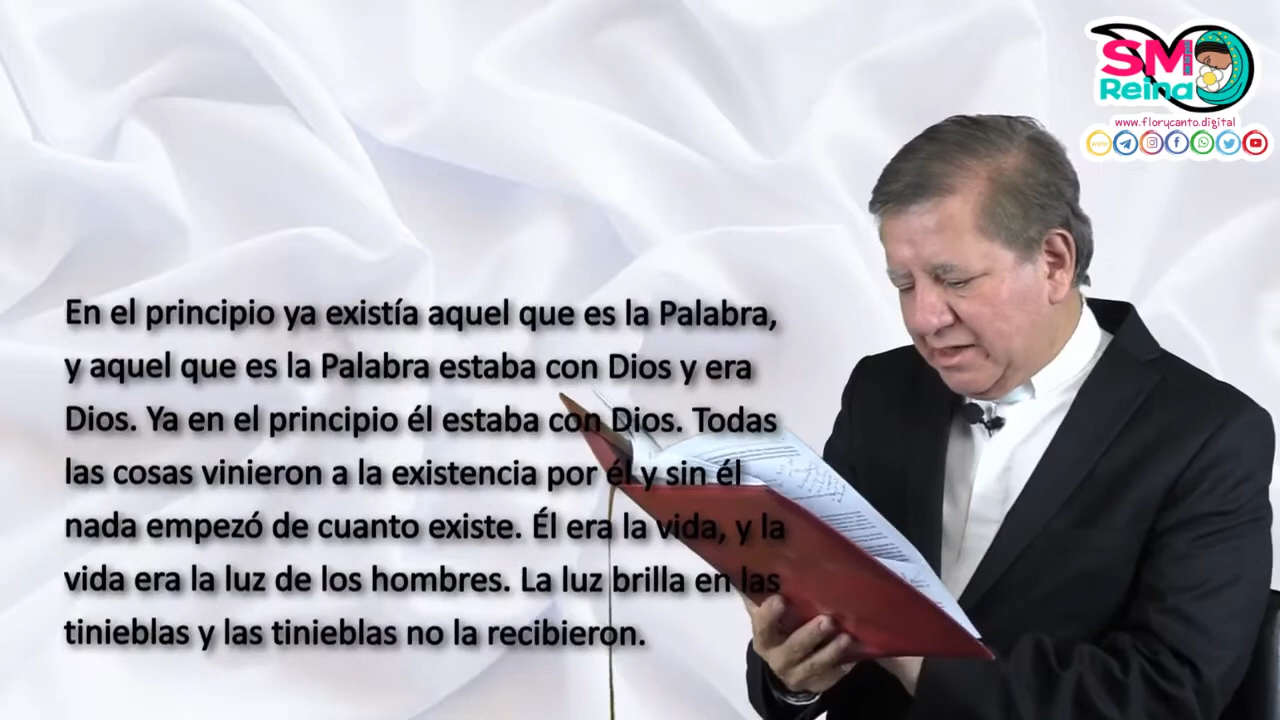 SM
Reina
www.florycanto.digital
En el principio ya existía aquel que es la Palabra,
y aquel que es la Palabra estaba con Dios y era
Dios. Ya en el principio él estaba con Dios. Todas
las cosas vinieron a la existencia por él y sin él
nada empezó de cuanto existe. Él era la vida, y la
vida era la luz de los hombres. La luz brilla en las
tinieblas y las tinieblas no la recibieron.